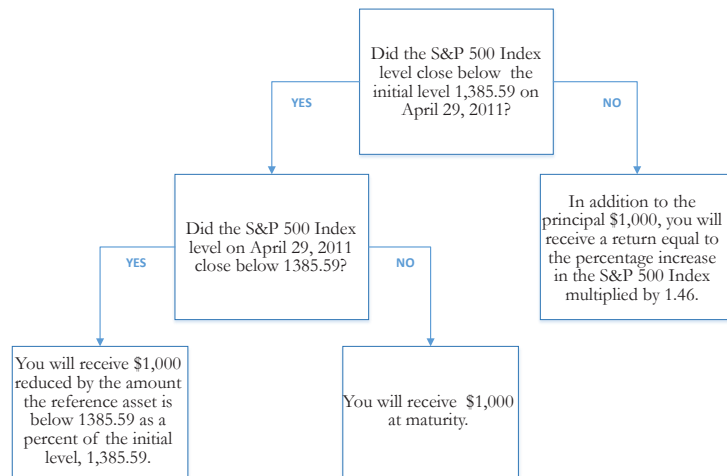 Did the S&P 500 Index
level close below the
initial level 1,385.59 on
April 29, 2011?
YES
NO
Did the S&P 500 Index
level on April 29, 2011
close below 1385.59?
In addition to the
principal $1,000, you will
receive a return equal to
the percentage increase
in the S&P 500 Index
multiplied by 1.46.
YES
NO
You will receive $1,000
reduced by the amount
the reference asset is
below 1385.59 as a
percent of the initial
level, 1,385.59.
You will receive $1,000
at maturity.